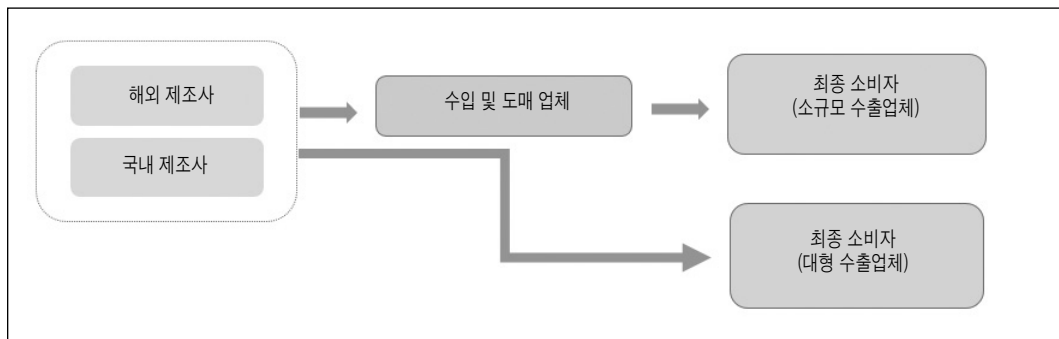 해외 제조사
국내 제조사
수입 및 도매 업체
최종 소비자
(소규모 수출업체)
최종 소비자
(대형 수출업체)